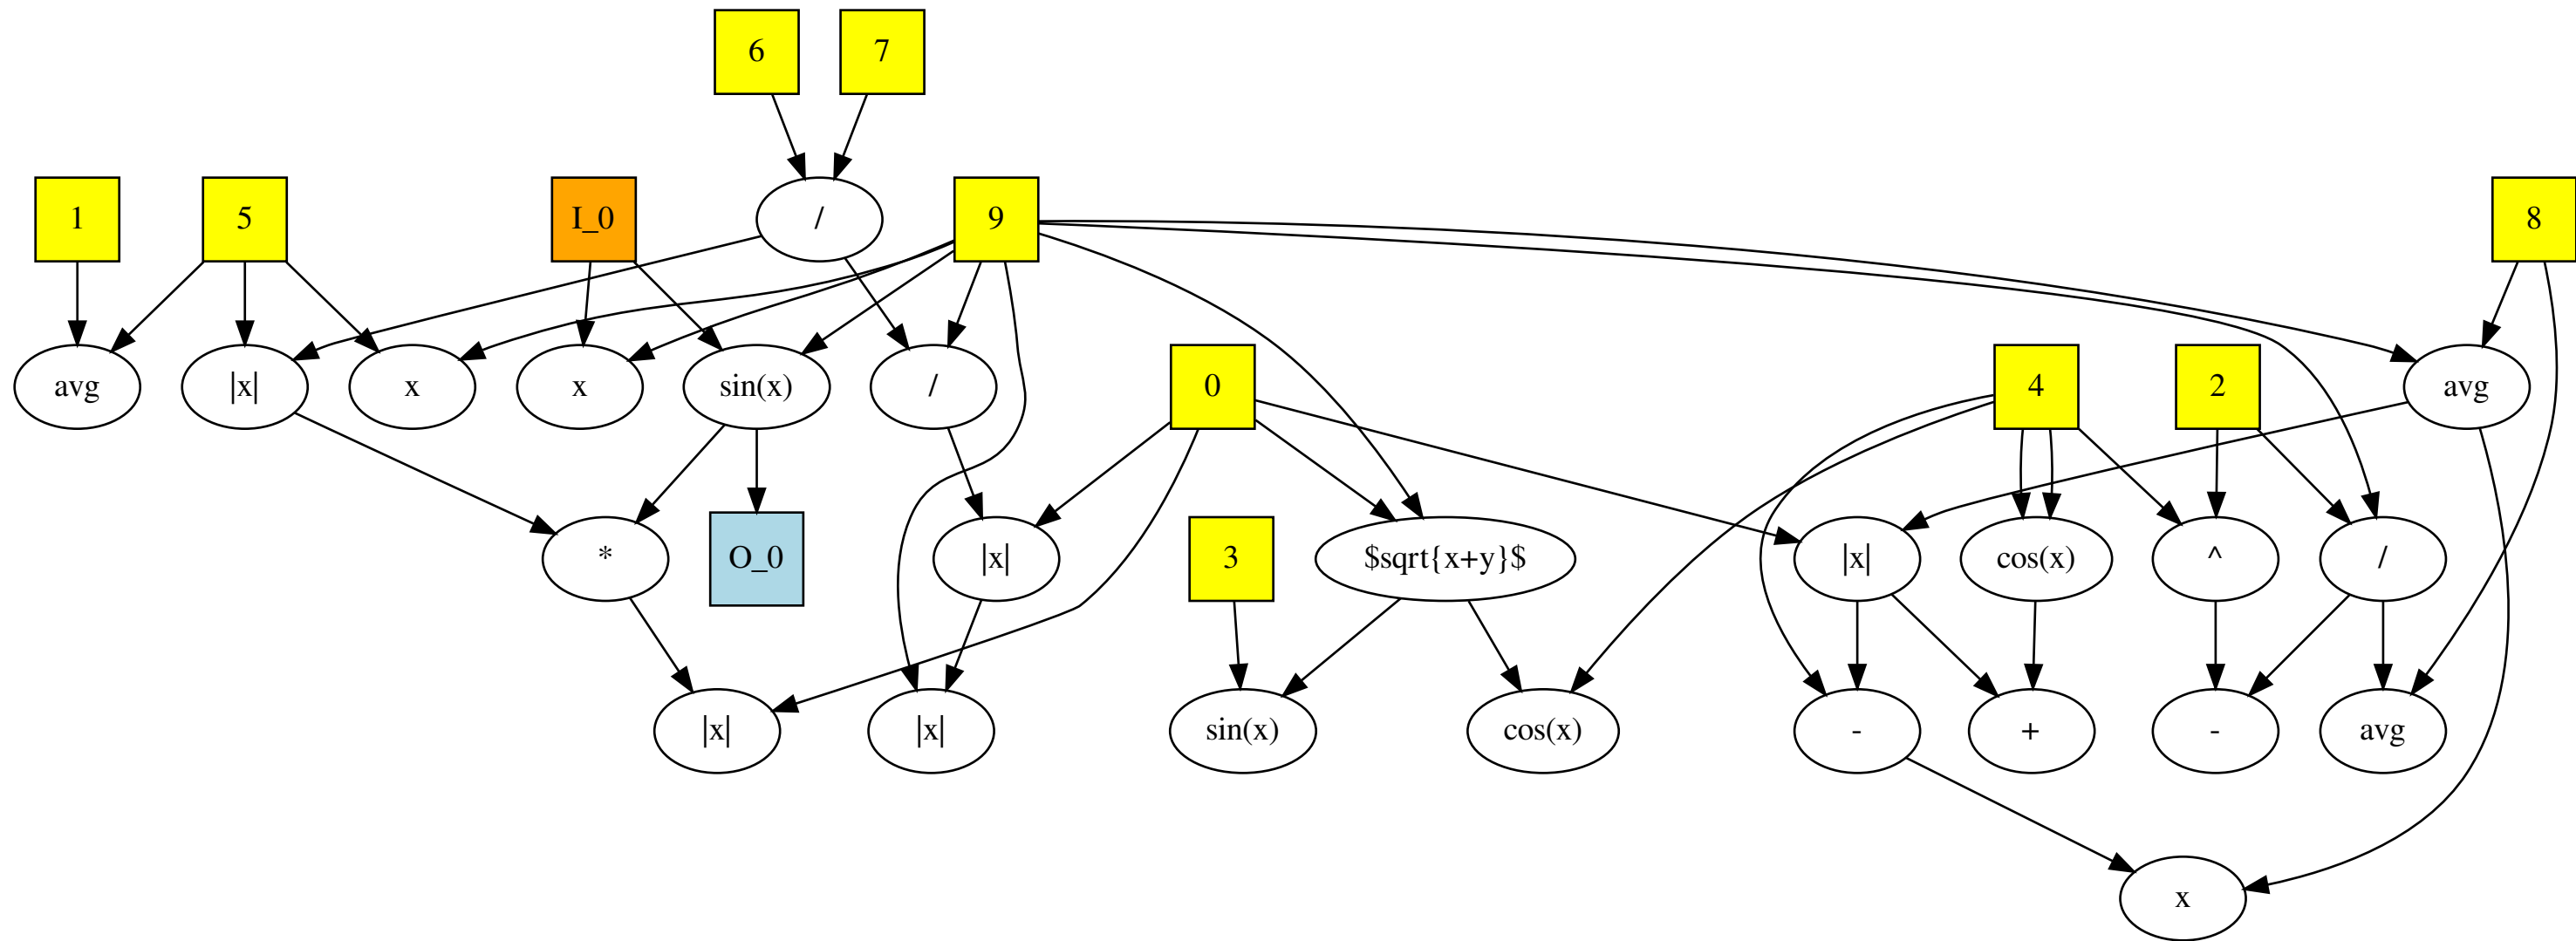 6 7
1 5 I_0 / 9 8
avg |x| x x sin(x) / 0 4 2 avg
* O_0 |x| 3 $sqrt{x+y}$ |x| cos(x) ^ /
|x| |x| sin(x) cos(x) - + - avg
x